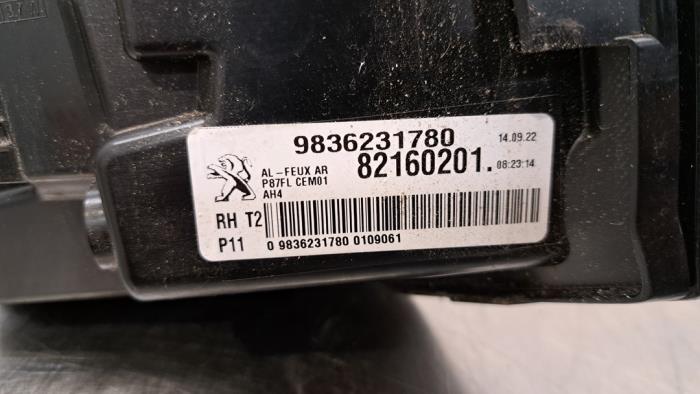 9836231780 14.09.22
AL-FEUX AR 82160201. 08:23:14
P87FL CEM01
AH4
RH T2
P11 0 9836231780 0109061